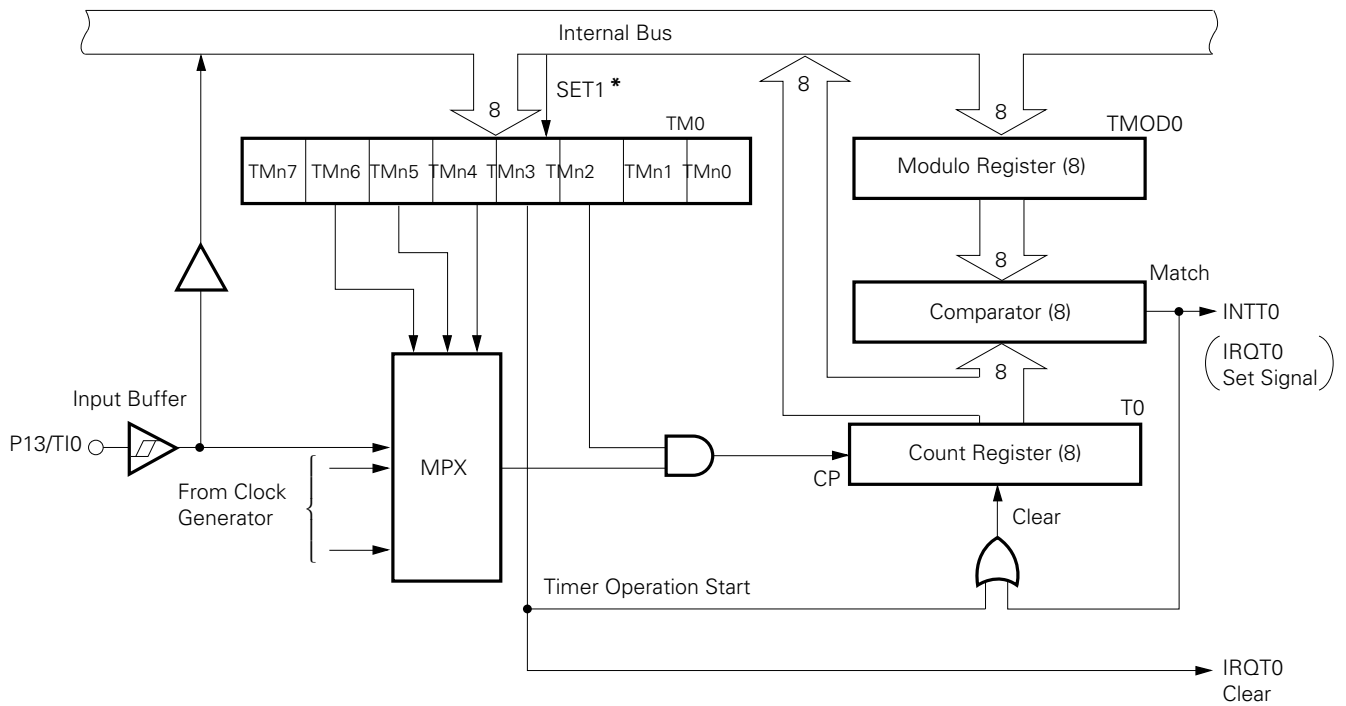 Internal Bus
8
SET1 *
8
8
TM0
TMOD0
TMn7 TMn6 TMn5 TMn4 TMn3 TMn2 TMn1 TMn0
Modulo Register (8)
8
Match
Comparator (8)
INTT0
(IRQT0
Set Signal)
8
Input Buffer
T0
P13/TI0
MPX
Count Register (8)
CP
From Clock
Generator
Clear
Timer Operation Start
IRQT0
Clear